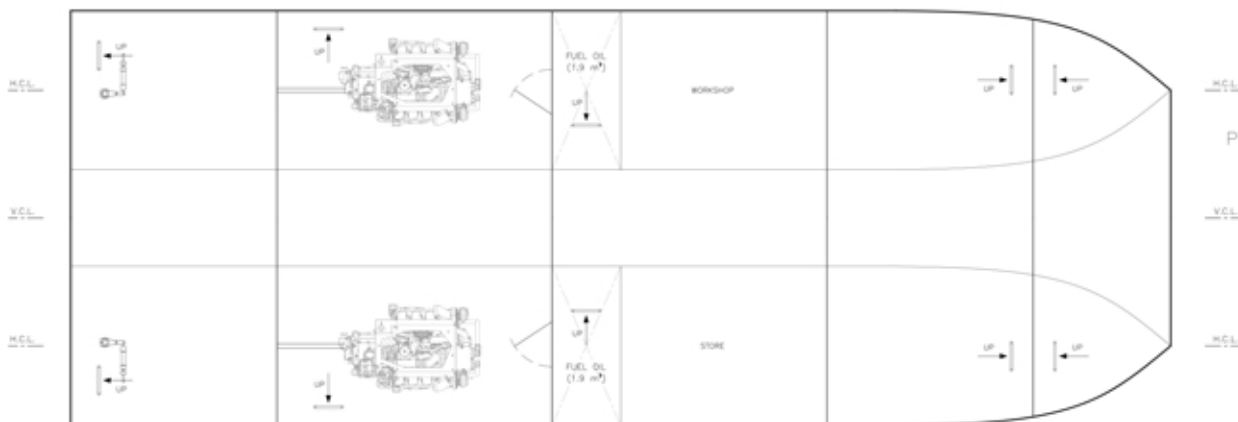 UP
UP
FUEL OIL
(1.9 m³)
UP
H.C.L.
WORKSHOP
UP
UP
H.C.L.
P
V.C.L.
V.C.L.
H.C.L.
UP
UP
UP
FUEL OIL
(1.9 m³)
STORE
UP
UP
H.C.L.